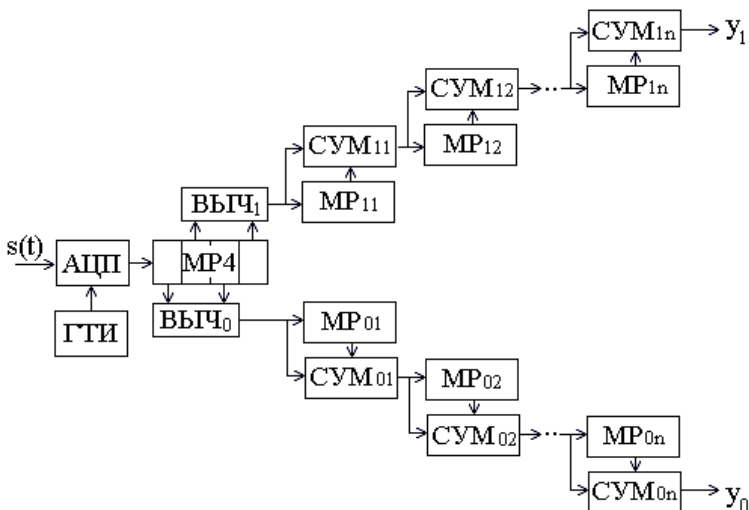 СУМ1n
y1
МР1n
СУМ12
...
МР12
СУМ11
МР11
ВЫЧ1
s(t)
АЦП
МР4
ГТИ
ВЫЧ0
МР01
СУМ01
МР02
СУМ02
...
МР0n
СУМ0n
y0